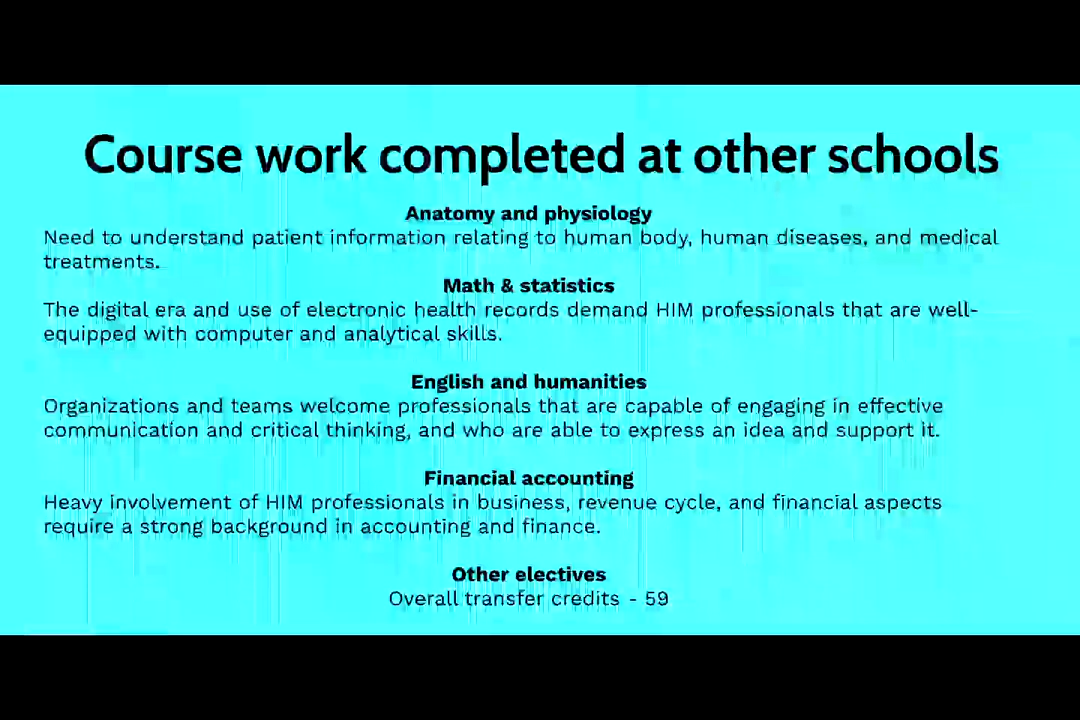 Course work completed at other schools
Anatomy and physiology
Need to understand patient information relating to human body, human diseases, and medical
treatments.
Math & statistics
The digital era and use of electronic health records demand HIM professionals that are well-
equipped with computer and analytical skills.
English and humanities
Organizations and teams welcome professionals that are capable of engaging in effective
communication and critical thinking, and who are able to express an idea and support it.
Financial accounting
Heavy involvement of HIM professionals in business, revenue cycle, and financial aspects
require a strong background in accounting and finance.
Other electives
Overall transfer credits - 59